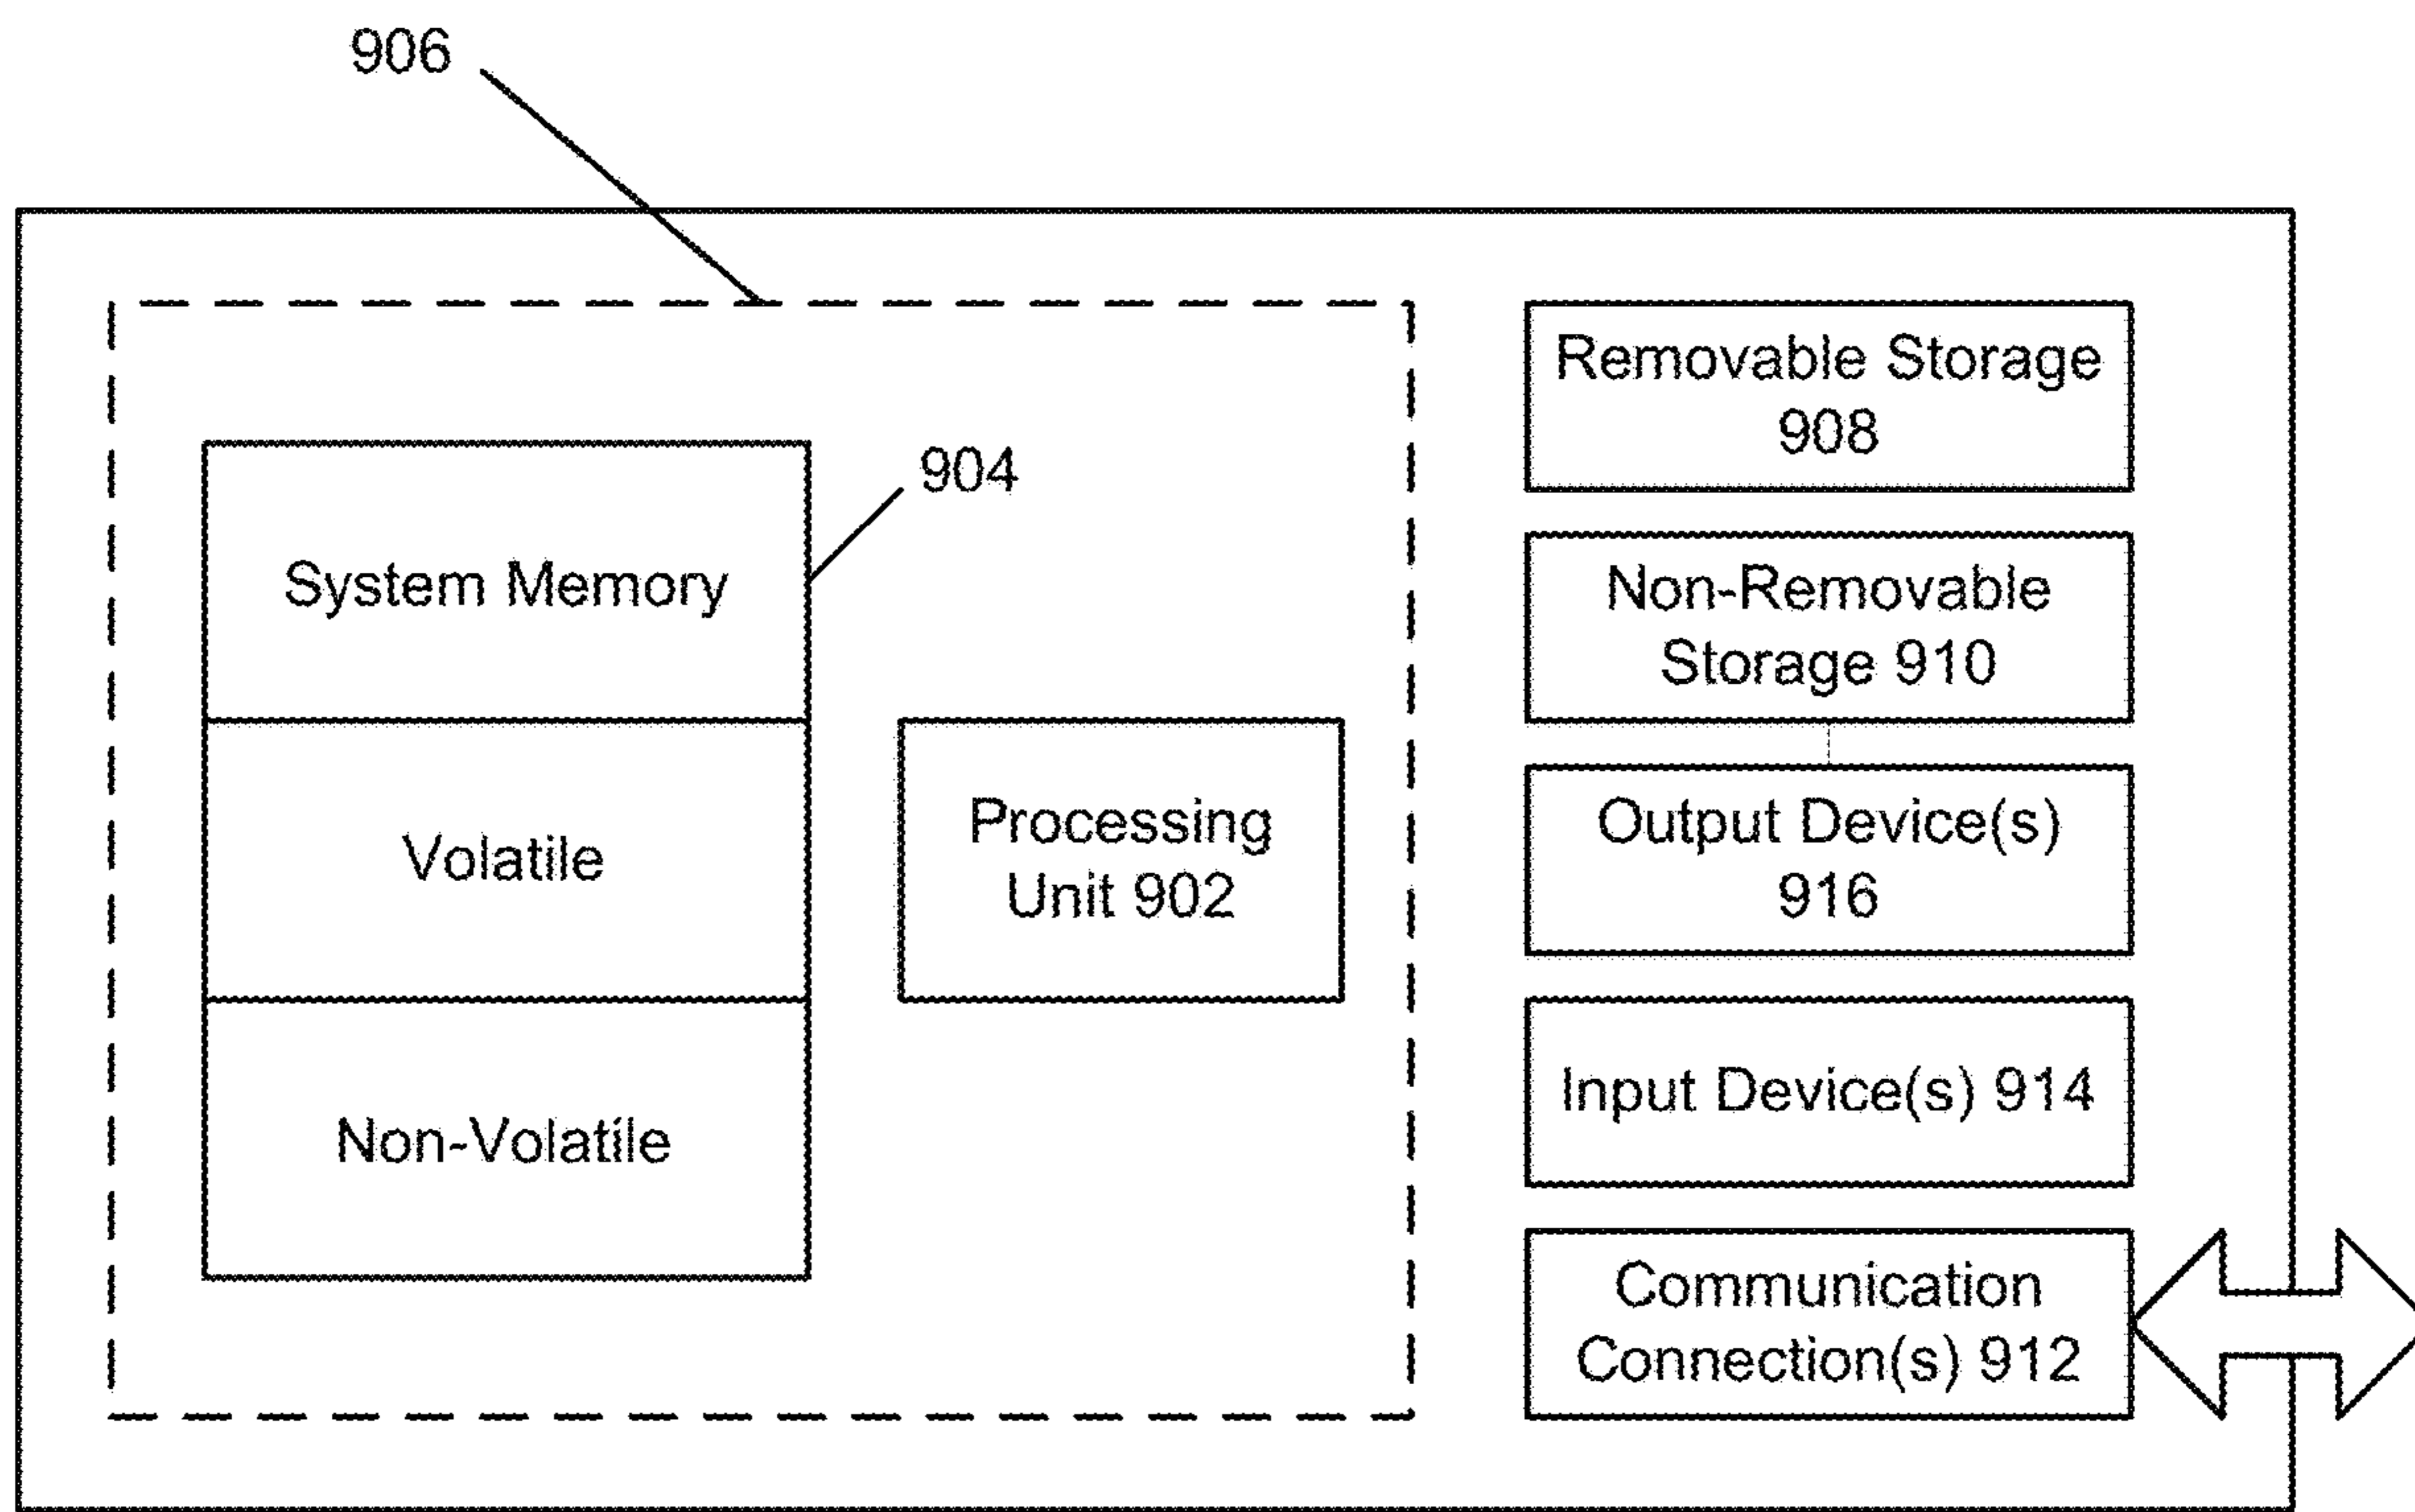 906
904
System Memory
Volatile
Non-Volatile
Processing
Unit 902
Removable Storage
908
Non-Removable
Storage 910
Output Device(s)
916
Input Device(s) 914
Communication
Connection(s) 912